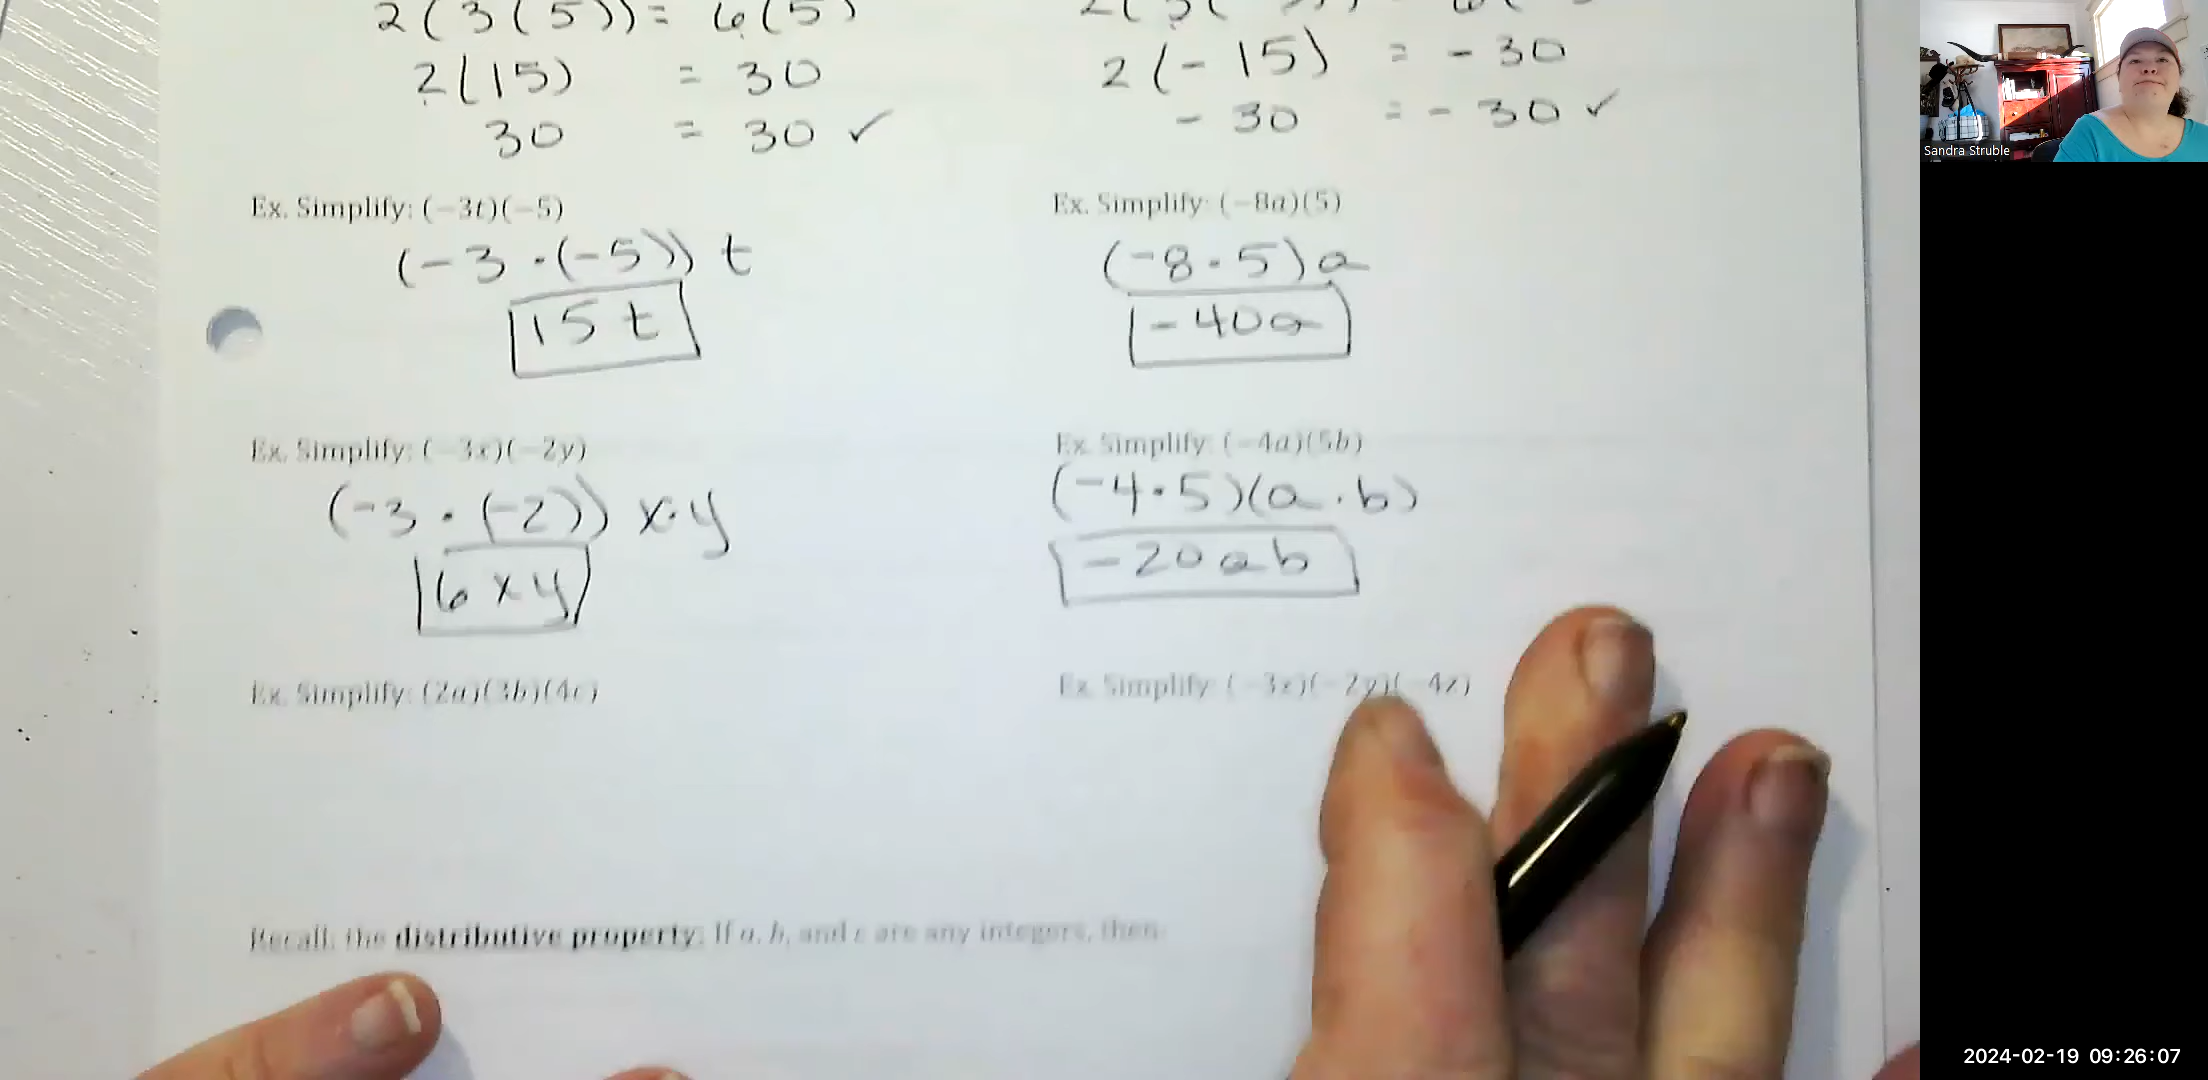 2(3(5)) = 6(5)
2(15) = 30
30 = 30 ✓
2(-15) = -30
-30 = -30 ✓
Ex. Simplify: (−3t)(−5)
(-3·(-5)) t
15t
Ex. Simplify: (−8a)(5)
(-8·5)a
-40a
Ex. Simplify: (−3x)(−2y)
(-3·(-2)) x·y
6xy
Ex. Simplify: (−4a)(5b)
(-4·5)(a·b)
-20ab
Ex. Simplify: (2a)(3b)(4c)
Ex. Simplify: (−3x)(−2y)(−4z)
Recall: the distributive property: If a, b, and c are any integers, then
Sandra Struble
2024-02-19 09:26:07